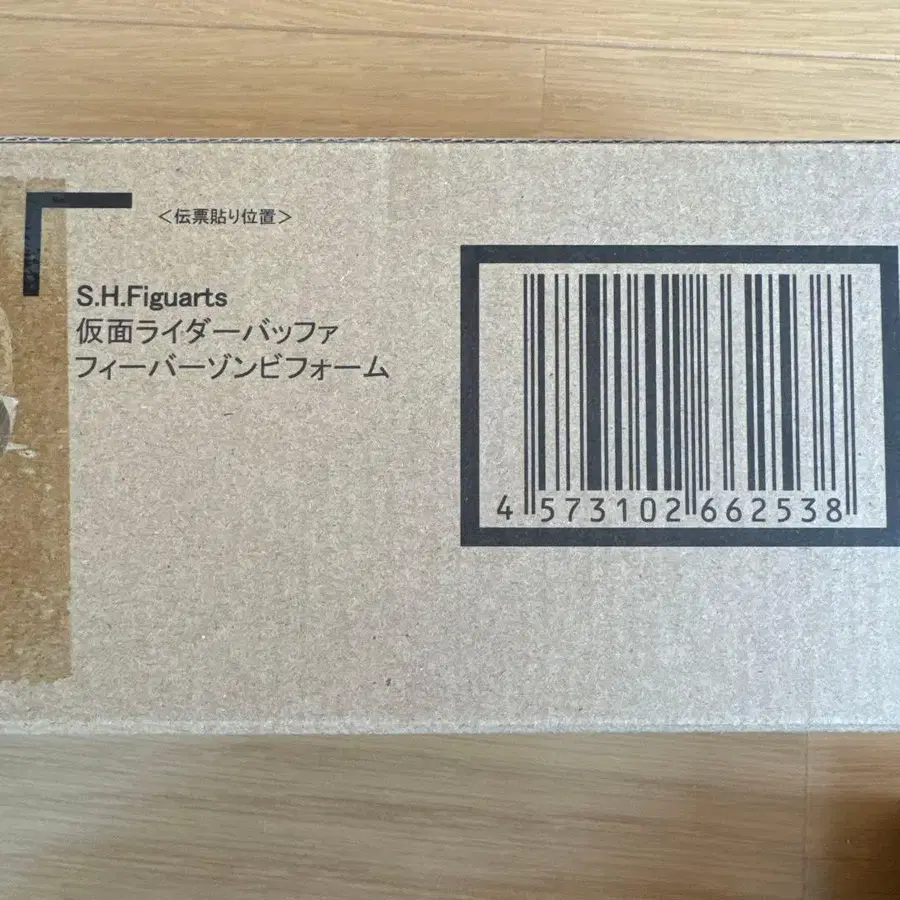 <伝票貼り位置>
S.H.Figuarts
仮面ライダーバッファ
フィーバーゾンビフォーム
4 573102 662538